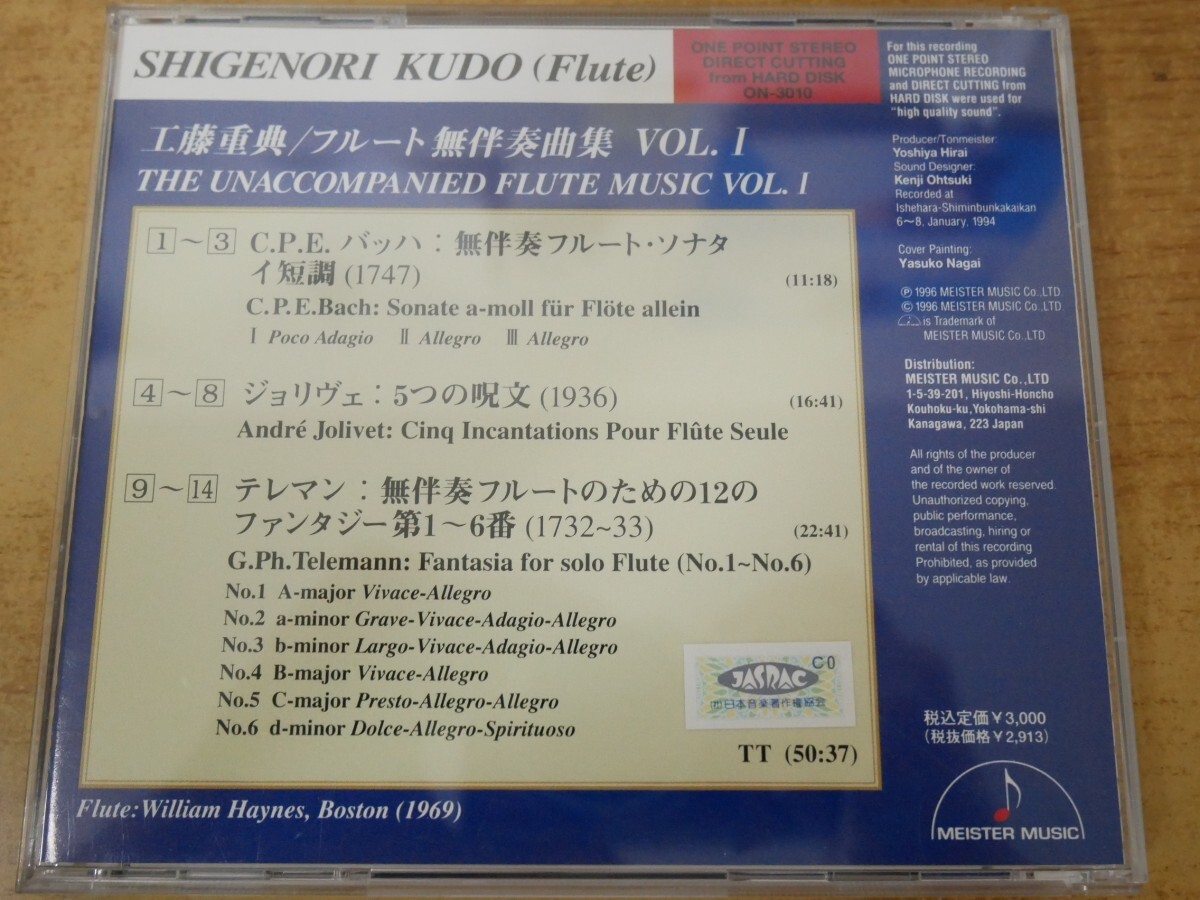 SHIGENORI KUDO (Flute)
ONE POINT STEREO
DIRECT CUTTING
from HARD DISK
ON-3010
工藤重典/フルート無伴奏曲集 VOL. I
THE UNACCOMPANIED FLUTE MUSIC VOL. I
1～3 C.P.E. バッハ：無伴奏フルート・ソナタ
イ短調 (1747) (11:18)
C.P.E.Bach: Sonate a-moll für Flöte allein
Ⅰ Poco Adagio Ⅱ Allegro Ⅲ Allegro
4～8 ジョリヴェ：5つの呪文 (1936) (16:41)
André Jolivet: Cinq Incantations Pour Flûte Seule
9～14 テレマン：無伴奏フルートのための12の
ファンタジー第1～6番 (1732~33) (22:41)
G.Ph.Telemann: Fantasia for solo Flute (No.1~No.6)
No.1 A-major Vivace-Allegro
No.2 a-minor Grave-Vivace-Adagio-Allegro
No.3 b-minor Largo-Vivace-Adagio-Allegro
No.4 B-major Vivace-Allegro
No.5 C-major Presto-Allegro-Allegro
No.6 d-minor Dolce-Allegro-Spirituoso
C0
JASRAC
(社)日本音楽著作権協会
TT (50:37)
Flute:William Haynes, Boston (1969)
For this recording
ONE POINT STEREO
MICROPHONE RECORDING
and DIRECT CUTTING from
HARD DISK were used for
"high quality sound".
Producer/Tonmeister:
Yoshiya Hirai
Sound Designer:
Kenji Ohtsuki
Recorded at
Ishehara-Shiminbunkakaikan
6～8, January, 1994
Cover Painting:
Yasuko Nagai
Ⓟ 1996 MEISTER MUSIC Co.,LTD.
© 1996 MEISTER MUSIC Co.,LTD.
is Trademark of
MEISTER MUSIC Co.,LTD.
Distribution:
MEISTER MUSIC Co.,LTD
1-5-39-201, Hiyoshi-Honcho
Kouhoku-ku,Yokohama-shi
Kanagawa, 223 Japan
All rights of the producer
and of the owner of
the recorded work reserved.
Unauthorized copying,
public performance,
broadcasting, hiring or
rental of this recording
Prohibited, as provided
by applicable law.
税込定価￥3,000
(税抜価格￥2,913)
MEISTER MUSIC